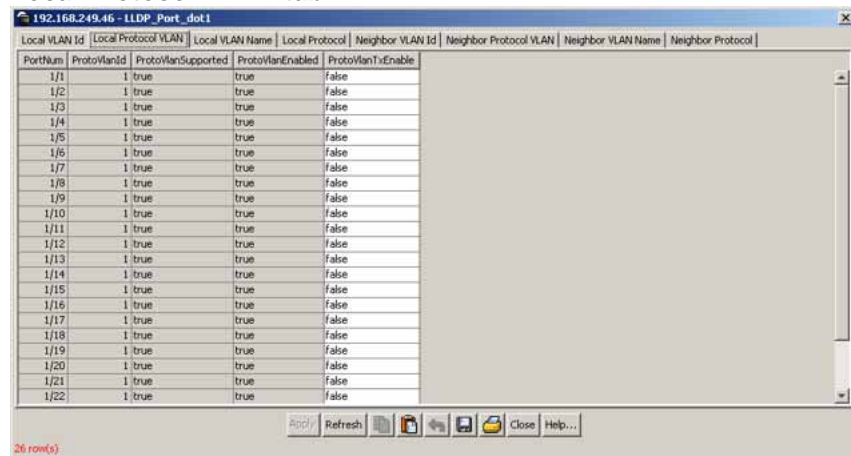 192.168.249.46 - LLDP_Port_dot1
Local VLAN Id Local Protocol VLAN Local VLAN Name Local Protocol Neighbor VLAN Id Neighbor Protocol VLAN Neighbor VLAN Name Neighbor Protocol
PortNum ProtoVlanId ProtoVlanSupported ProtoVlanEnabled ProtoVlanTxEnable
1/1 1 true true false
1/2 1 true true false
1/3 1 true true false
1/4 1 true true false
1/5 1 true true false
1/6 1 true true false
1/7 1 true true false
1/8 1 true true false
1/9 1 true true false
1/10 1 true true false
1/11 1 true true false
1/12 1 true true false
1/13 1 true true false
1/14 1 true true false
1/15 1 true true false
1/16 1 true true false
1/17 1 true true false
1/18 1 true true false
1/19 1 true true false
1/20 1 true true false
1/21 1 true true false
1/22 1 true true false
Apply Refresh Close Help...
26 row(s)